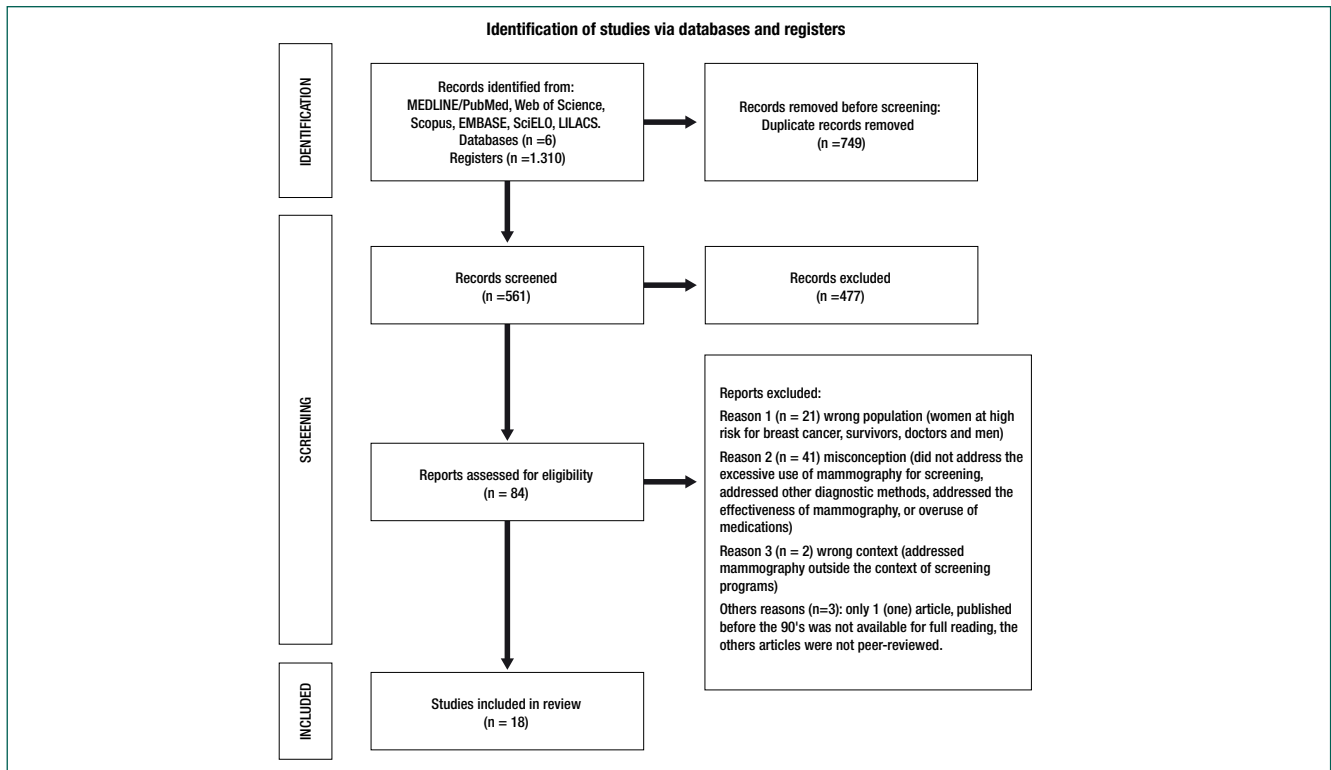 Identification of studies via databases and registers
IDENTIFICATION
Records identified from:
MEDLINE/PubMed, Web of Science,
Scopus, EMBASE, SciELO, LILACS.
Databases (n =6)
Registers (n =1.310)
Records removed before screening:
Duplicate records removed
(n =749)
SCREENING
Records screened
(n =561)
Records excluded
(n =477)
Reports assessed for eligibility
(n = 84)
Reports excluded:
Reason 1 (n = 21) wrong population (women at high
risk for breast cancer, survivors, doctors and men)
Reason 2 (n = 41) misconception (did not address the
excessive use of mammography for screening,
addressed other diagnostic methods, addressed the
effectiveness of mammography, or overuse of
medications)
Reason 3 (n = 2) wrong context (addressed
mammography outside the context of screening
programs)
Others reasons (n=3): only 1 (one) article, published
before the 90's was not available for full reading, the
others articles were not peer-reviewed.
INCLUDED
Studies included in review
(n = 18)